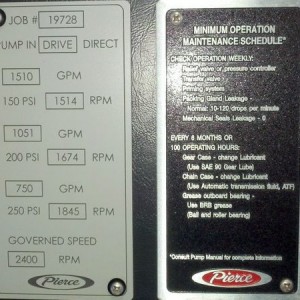 JOB # 19728
PUMP IN DRIVE DIRECT
1510 GPM
150 PSI 1514 RPM
1051 GPM
200 PSI 1674 RPM
750 GPM
250 PSI 1845 RPM
GOVERNED SPEED
2400 RPM
Pierce
MINIMUM OPERATION
MAINTENANCE SCHEDULE*
CHECK OPERATION WEEKLY:
Relief valve or pressure controller
Transfer valve
Priming system
Packing Gland Leakage -
Normal: 10-120 drops per minute
Mechanical Seals Leakage - 0
EVERY 6 MONTHS OR
100 OPERATING HOURS:
Gear Case - change Lubricant
(Use SAE 90 Gear Lube)
Chain Case - change Lubricant
(Use Automatic transmission fluid, ATF)
Grease outboard bearing -
Use BRB grease
(Ball and roller bearing)
*Consult Pump Manual for complete information
Pierce